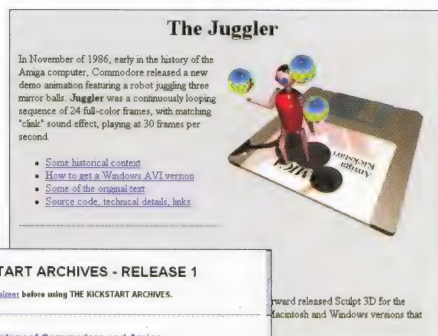 The Juggler
In November of 1986, early in the history of the
Amiga computer, Commodore released a new
demo animation featuring a robot juggling three
mirror balls. Juggler was a continuously looping
sequence of 24 full-color frames, with matching
"clink" sound effect, playing at 30 frames per
second.
Some historical context
How to get a Windows AVI version
Some of the original text
Source code, technical details, links
Amiga
Kickstart
AMIGA
TART ARCHIVES - RELEASE 1
before using THE KICKSTART ARCHIVES.
rward released Sculpt 3D for the
Macintosh and Windows versions that